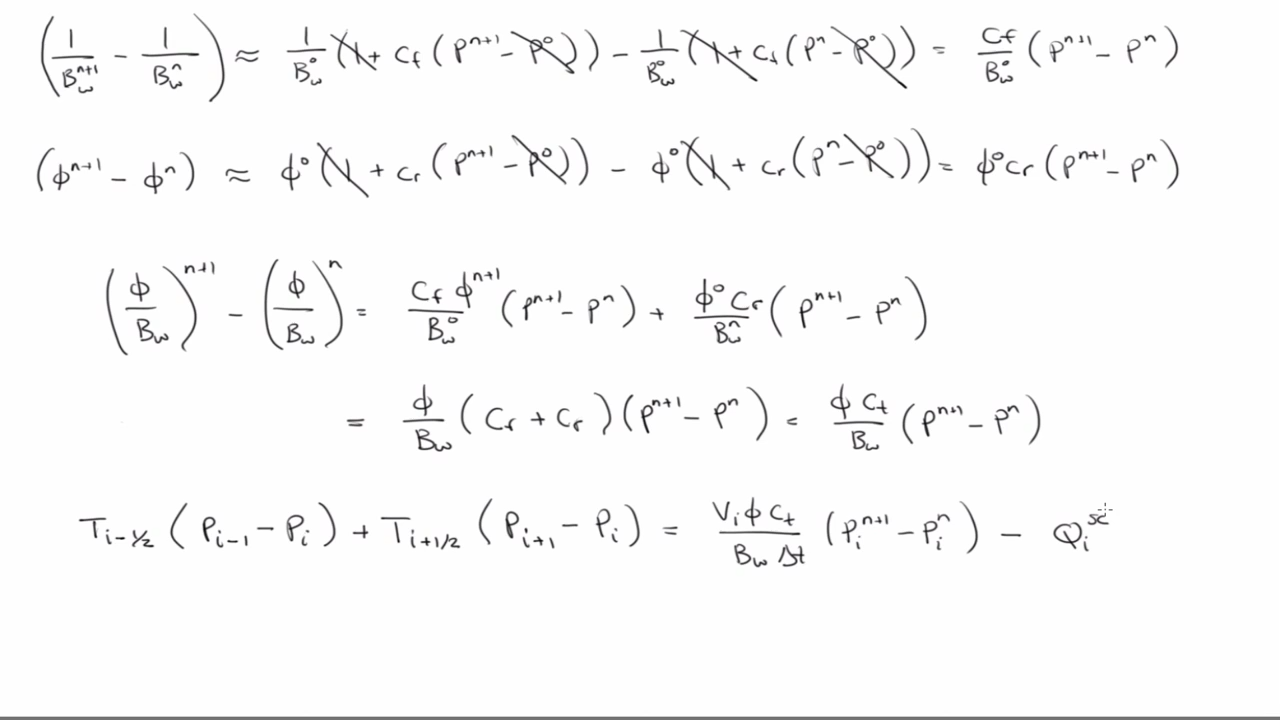 (1/B_w^{n+1} - 1/B_w^n) ≈ 1/B_w^o (1 + C_f (P^{n+1} - P^o)) - 1/B_w^o (1 + C_f (P^n - P^o)) = C_f/B_w^o (P^{n+1} - P^n)
(ϕ^{n+1} - ϕ^n) ≈ ϕ^o (1 + C_r (P^{n+1} - P^o)) - ϕ^o (1 + C_r (P^n - P^o)) = ϕ^o C_r (P^{n+1} - P^n)
(ϕ/B_w)^{n+1} - (ϕ/B_w)^n = C_f ϕ^{n+1}/B_w^o (P^{n+1} - P^n) + ϕ^o C_r/B_w^n (P^{n+1} - P^n)
= ϕ/B_w (C_f + C_r)(P^{n+1} - P^n) = ϕ C_t/B_w (P^{n+1} - P^n)
T_{i-1/2} (P_{i-1} - P_i) + T_{i+1/2} (P_{i+1} - P_i) = V_i ϕ C_t/B_w Δt (P_i^{n+1} - P_i^n) - Q_i^{sc}